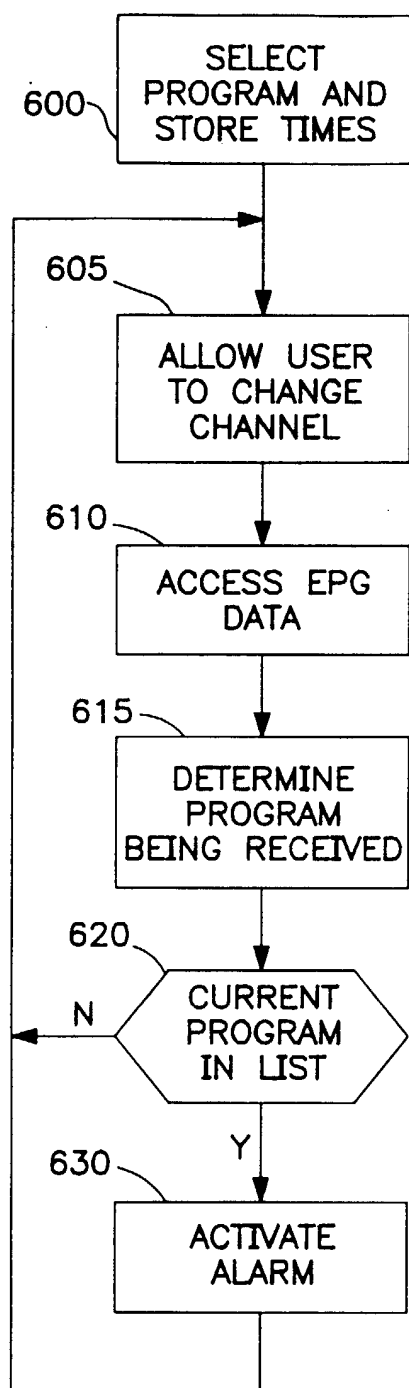 600
SELECT
PROGRAM AND
STORE TIMES
605
ALLOW USER
TO CHANGE
CHANNEL
610
ACCESS EPG
DATA
615
DETERMINE
PROGRAM
BEING RECEIVED
620
CURRENT
PROGRAM
IN LIST
N
Y
630
ACTIVATE
ALARM